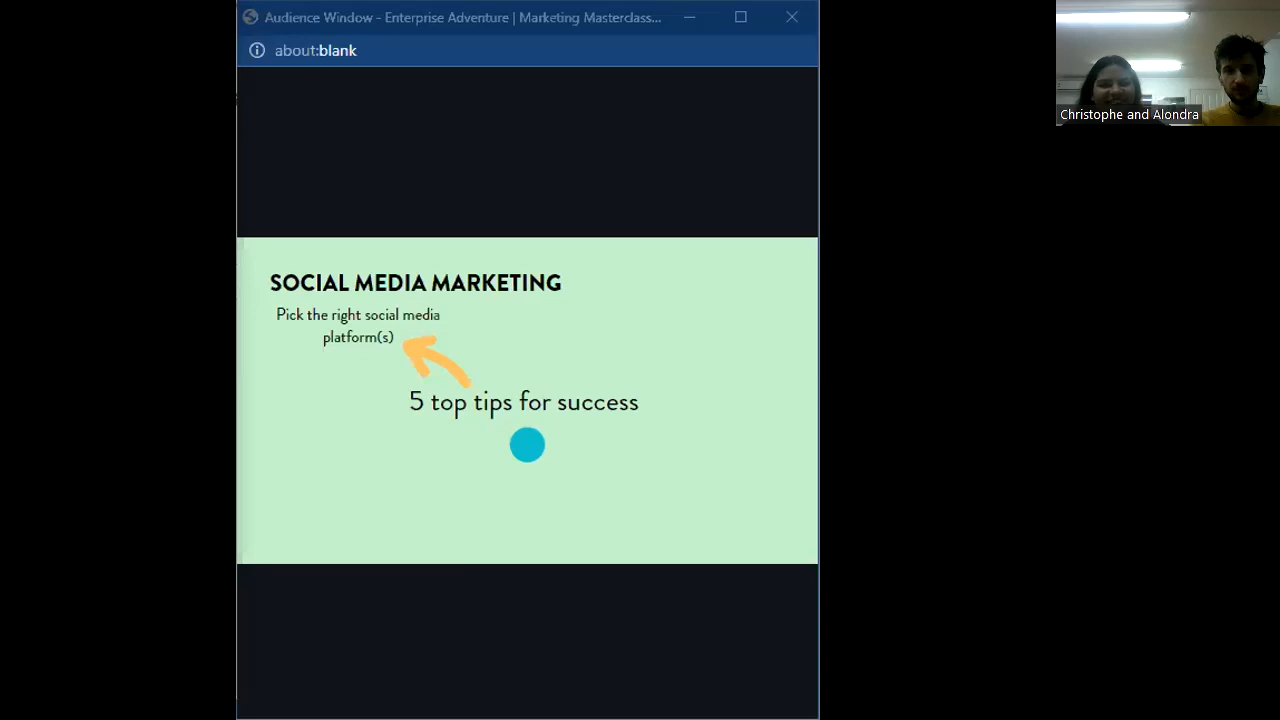 Audience Window - Enterprise Adventure | Marketing Masterclass...
about:blank
Christophe and Alondra
SOCIAL MEDIA MARKETING
Pick the right social media
platform(s)
5 top tips for success